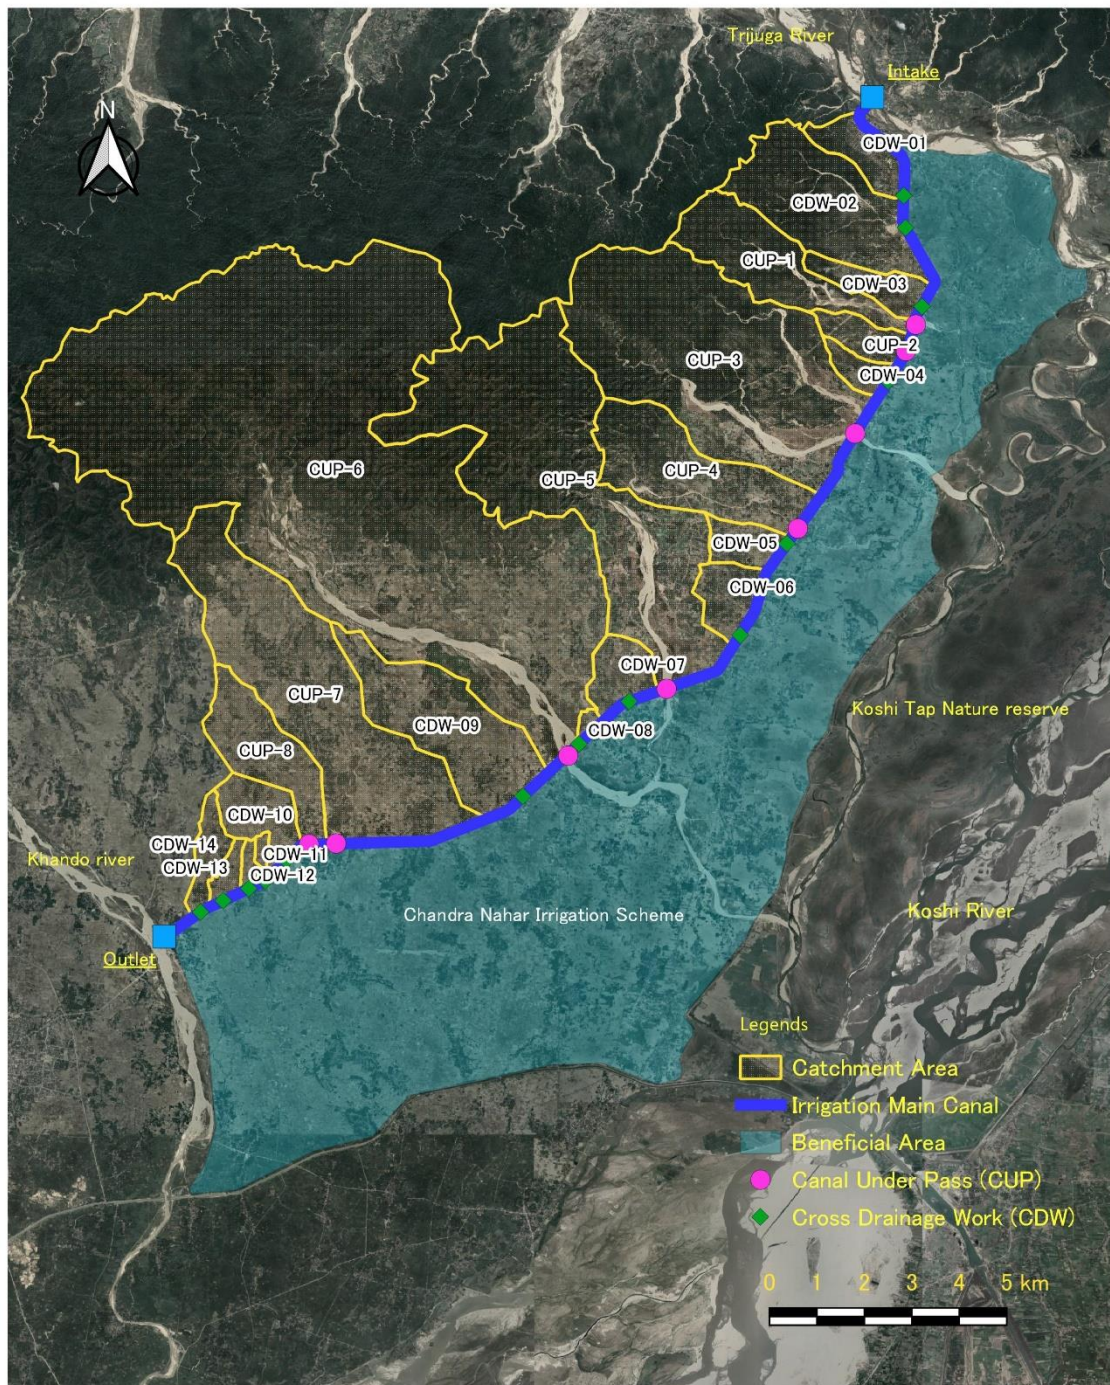 Trijuga River
Intake
N
CDW-01
CDW-02
CUP-1
CDW-03
CUP-2
CUP-3
CDW-04
CUP-4
CUP-6
CUP-5
CDW-05
CDW-06
CDW-07
CUP-7
Koshi Tap Nature reserve
CDW-09
CDW-08
CUP-8
CDW-10
CDW-14
CDW-11
Khando river
CDW-13
CDW-12
Chandra Nahar Irrigation Scheme
Koshi River
Outlet
Legends
Catchment Area
Irrigation Main Canal
Beneficial Area
Canal Under Pass (CUP)
Cross Drainage Work (CDW)
0 1 2 3 4 5 km